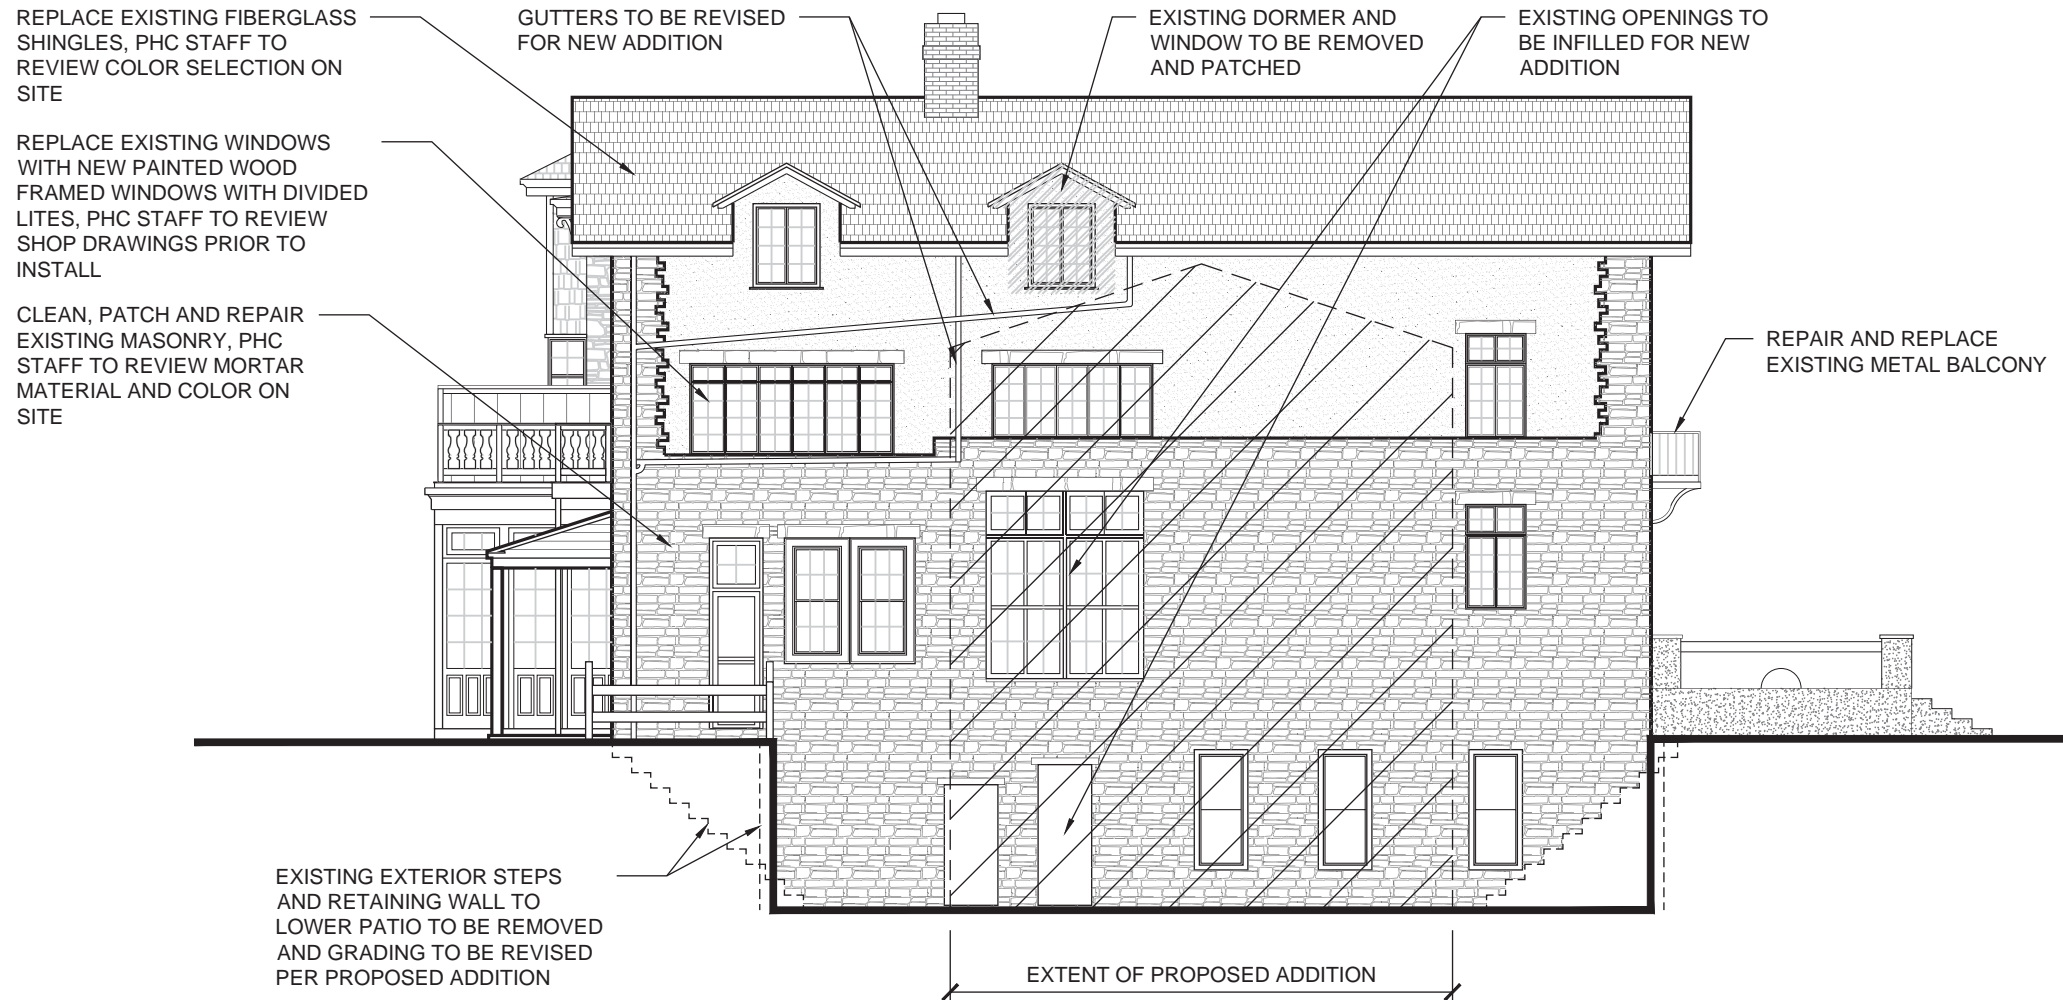 REPLACE EXISTING FIBERGLASS
SHINGLES, PHC STAFF TO
REVIEW COLOR SELECTION ON
SITE
GUTTERS TO BE REVISED
FOR NEW ADDITION
EXISTING DORMER AND
WINDOW TO BE REMOVED
AND PATCHED
EXISTING OPENINGS TO
BE INFILLED FOR NEW
ADDITION
REPLACE EXISTING WINDOWS
WITH NEW PAINTED WOOD
FRAMED WINDOWS WITH DIVIDED
LITES, PHC STAFF TO REVIEW
SHOP DRAWINGS PRIOR TO
INSTALL
CLEAN, PATCH AND REPAIR
EXISTING MASONRY, PHC
STAFF TO REVIEW MORTAR
MATERIAL AND COLOR ON
SITE
REPAIR AND REPLACE
EXISTING METAL BALCONY
EXISTING EXTERIOR STEPS
AND RETAINING WALL TO
LOWER PATIO TO BE REMOVED
AND GRADING TO BE REVISED
PER PROPOSED ADDITION
EXTENT OF PROPOSED ADDITION